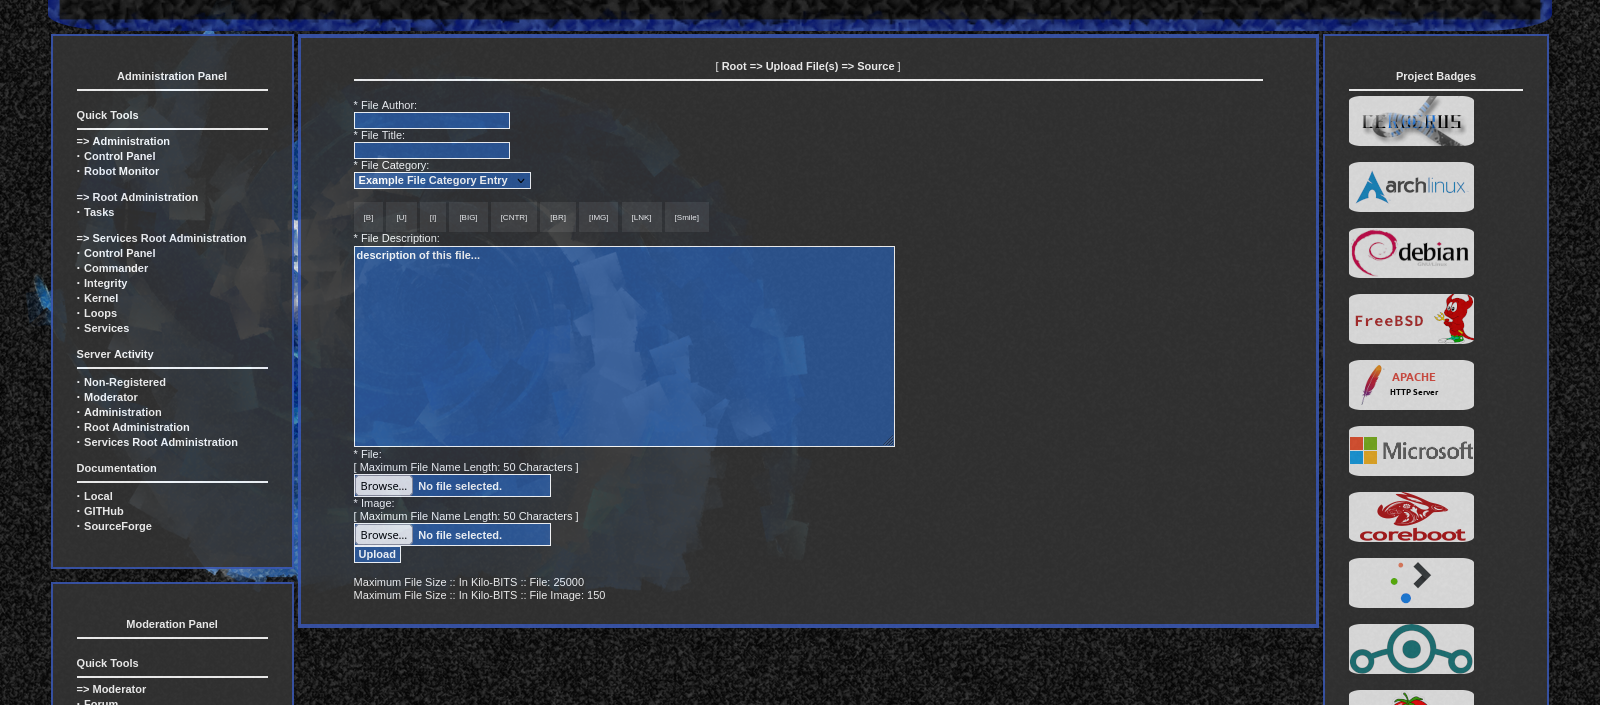 Administration Panel
Quick Tools
=> Administration
· Control Panel
· Robot Monitor
=> Root Administration
· Tasks
=> Services Root Administration
· Control Panel
· Commander
· Integrity
· Kernel
· Loops
· Services
Server Activity
· Non-Registered
· Moderator
· Administration
· Root Administration
· Services Root Administration
Documentation
· Local
· GITHub
· SourceForge
Moderation Panel
Quick Tools
=> Moderator
· Forum
[ Root => Upload File(s) => Source ]
* File Author:
* File Title:
* File Category:
Example File Category Entry
[B] [U] [I] [BIG] [CNTR] [BR] [IMG] [LNK] [Smile]
* File Description:
description of this file...
* File:
[ Maximum File Name Length: 50 Characters ]
Browse... No file selected.
* Image:
[ Maximum File Name Length: 50 Characters ]
Browse... No file selected.
Upload
Maximum File Size :: In Kilo-BITS :: File: 25000
Maximum File Size :: In Kilo-BITS :: File Image: 150
Project Badges
CERBERUS
archlinux
debian
FreeBSD
APACHE
HTTP Server
Microsoft
coreboot